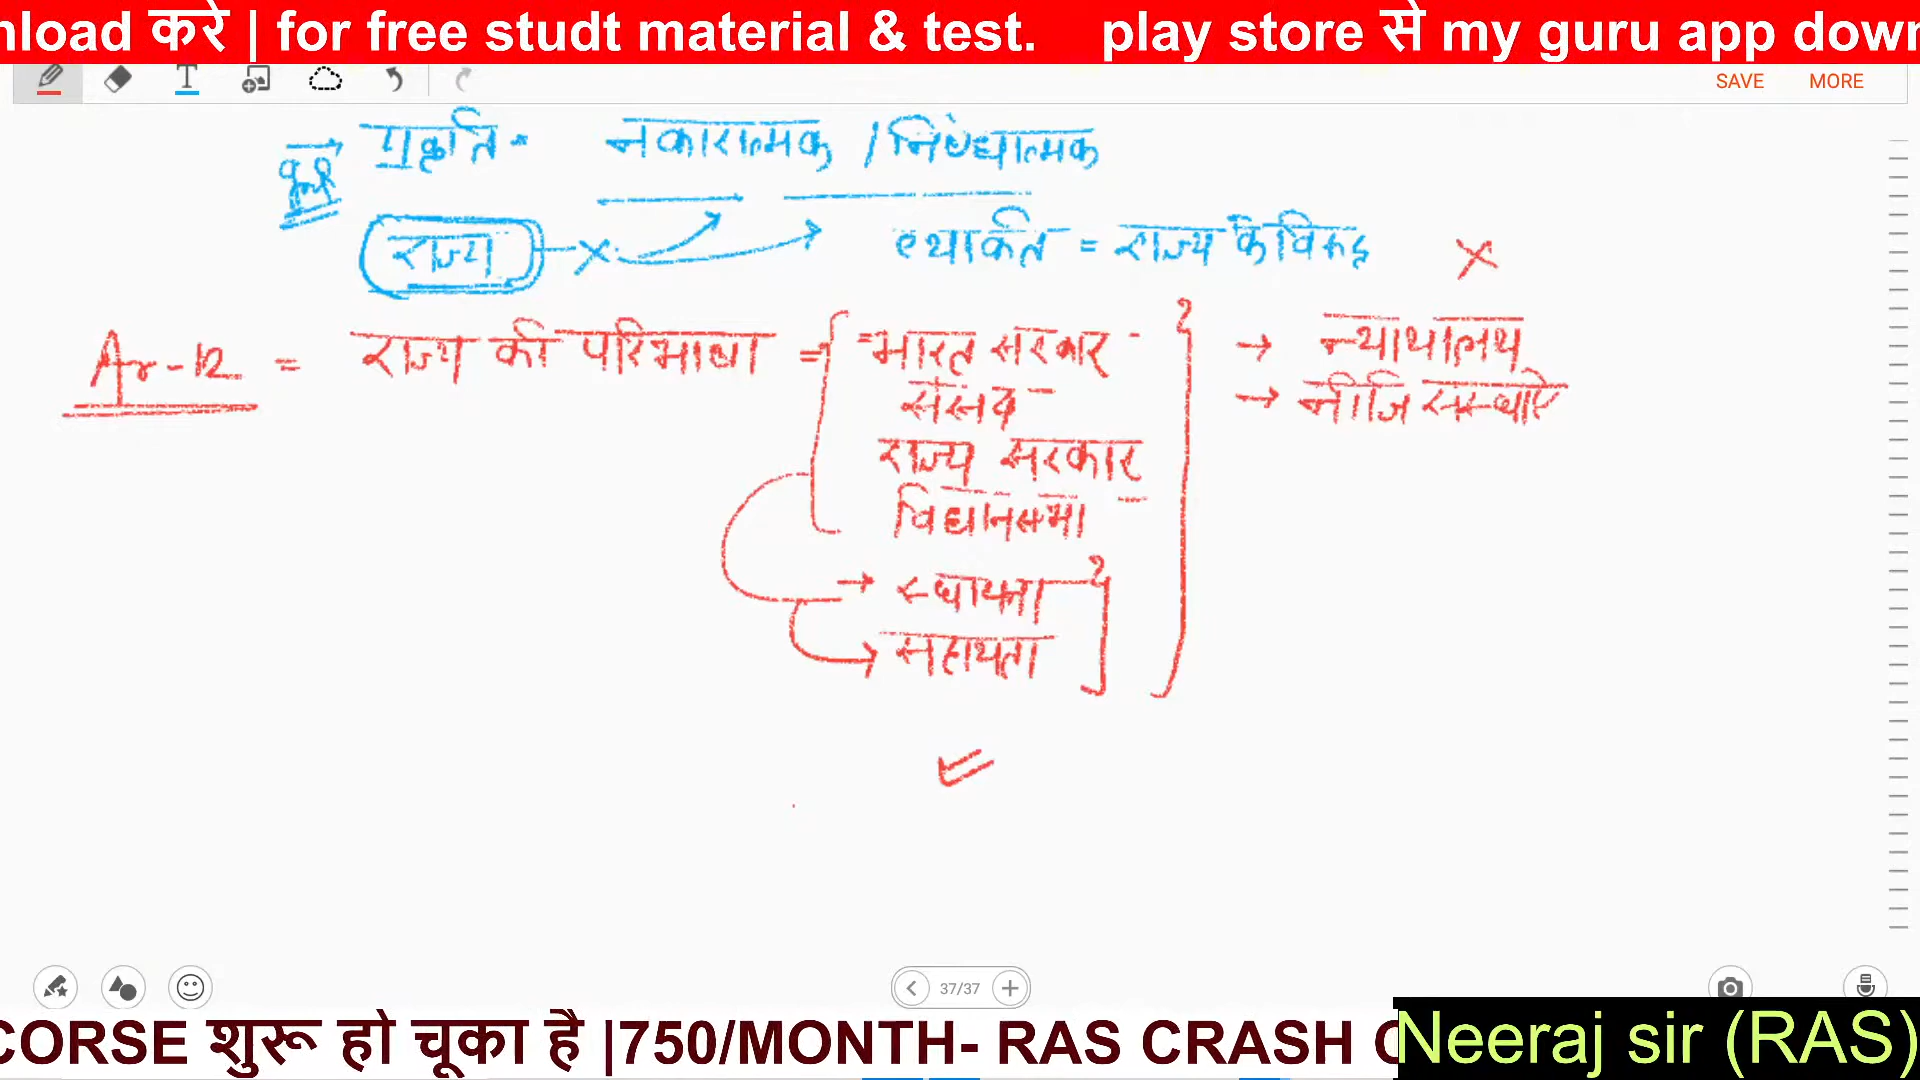 nload करे | for free studt material & test. play store से my guru app down
SAVE MORE
प्रकृति - नकारात्मक / निषेधात्मक
राज्य व्यक्ति = राज्य के विरुद्ध
Ar-12 = राज्य की परिभाषा = भारत सरकार → न्यायालय
संसद → नीजि संस्थाऐं
राज्य सरकार
विधानसभा
→ स्थापना
→ सहायता
37/37
CORSE शुरू हो चूका है |750/MONTH- RAS CRASH C
Neeraj sir (RAS)